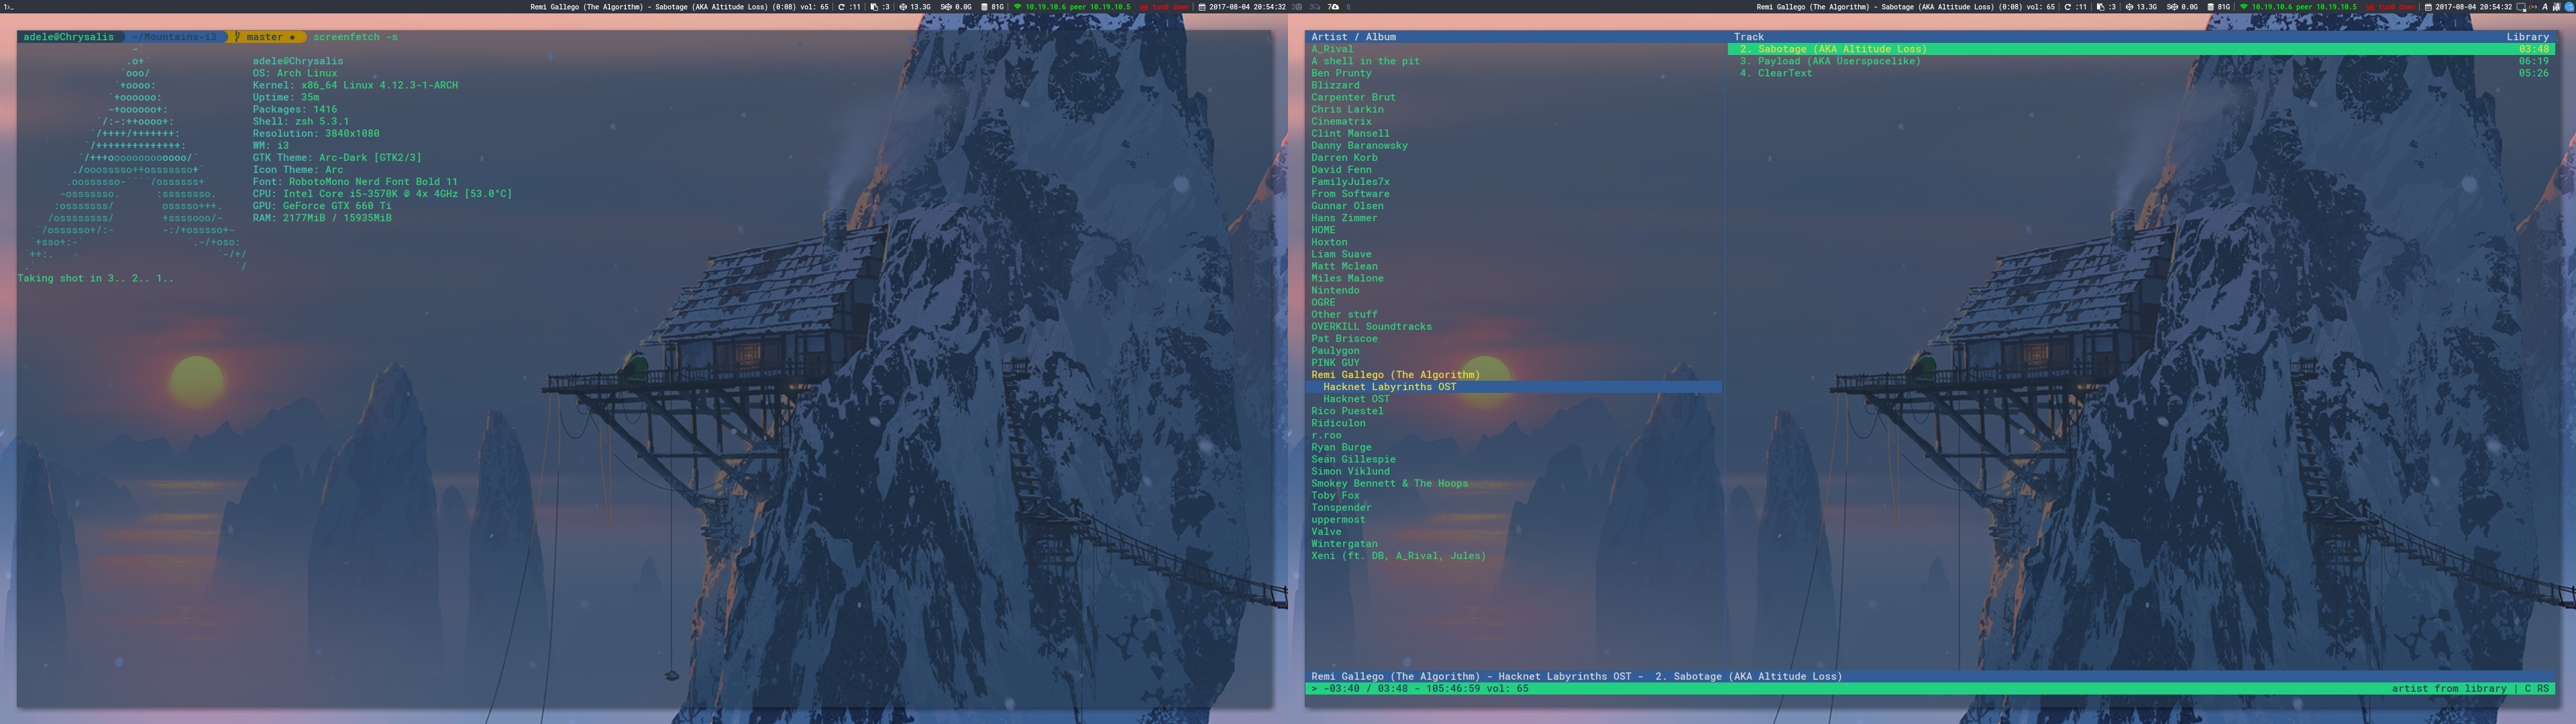 1
Remi Gallego (The Algorithm) - Sabotage (AKA Altitude Loss) (0:08) vol: 65 | :11 | :3 | 13.3G S 0.0G 81G | 10.19.10.6 peer 10.19.10.5 | tun0 down | 2017-08-04 20:54:32
Remi Gallego (The Algorithm) - Sabotage (AKA Altitude Loss) (0:08) vol: 65 | :11 | :3 | 13.3G S 0.0G 81G | 10.19.10.6 peer 10.19.10.5 | tun0 down | 2017-08-04 20:54:32
adele@Chrysalis ~/Mountains-i3 master ● screenfetch -s
adele@Chrysalis
OS: Arch Linux
Kernel: x86_64 Linux 4.12.3-1-ARCH
Uptime: 35m
Packages: 1416
Shell: zsh 5.3.1
Resolution: 3840x1080
WM: i3
GTK Theme: Arc-Dark [GTK2/3]
Icon Theme: Arc
Font: RobotoMono Nerd Font Bold 11
CPU: Intel Core i5-3570K @ 4x 4GHz [53.0°C]
GPU: GeForce GTX 660 Ti
RAM: 2177MiB / 15935MiB
Taking shot in 3.. 2.. 1..
Artist / Album
A_Rival
A shell in the pit
Ben Prunty
Blizzard
Carpenter Brut
Chris Larkin
Cinematrix
Clint Mansell
Danny Baranowsky
Darren Korb
David Fenn
FamilyJules7x
From Software
Gunnar Olsen
Hans Zimmer
HOME
Hoxton
Liam Suave
Matt Mclean
Miles Malone
Nintendo
OGRE
Other stuff
OVERKILL Soundtracks
Pat Briscoe
Paulygon
PINK GUY
Remi Gallego (The Algorithm)
Hacknet Labyrinths OST
Hacknet OST
Rico Puestel
Ridiculon
r.roo
Ryan Burge
Sean Gillespie
Simon Viklund
Smokey Bennett & The Hoops
Toby Fox
Tonspender
uppermost
Valve
Wintergatan
Xeni (ft. DB, A_Rival, Jules)
Track Library
2. Sabotage (AKA Altitude Loss) 03:48
3. Payload (AKA Userspacelike) 06:19
4. ClearText 05:26
Remi Gallego (The Algorithm) - Hacknet Labyrinths OST - 2. Sabotage (AKA Altitude Loss)
> -03:40 / 03:48 - 105:46:59 vol: 65 artist from library | C RS